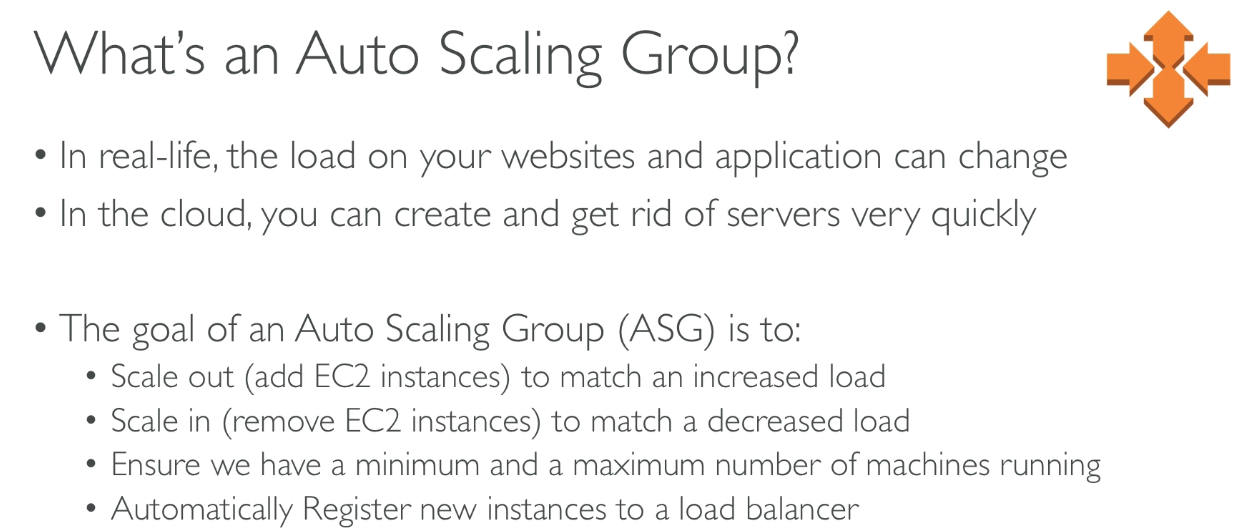 What's an Auto Scaling Group?
• In real-life, the load on your websites and application can change
• In the cloud, you can create and get rid of servers very quickly
• The goal of an Auto Scaling Group (ASG) is to:
• Scale out (add EC2 instances) to match an increased load
• Scale in (remove EC2 instances) to match a decreased load
• Ensure we have a minimum and a maximum number of machines running
• Automatically Register new instances to a load balancer